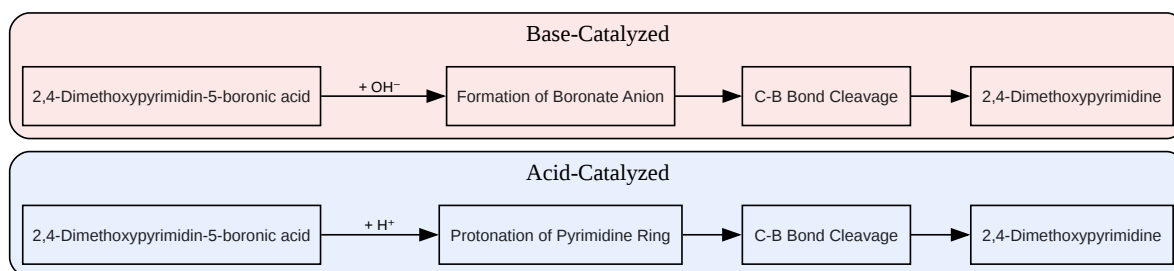 Base-Catalyzed
2,4-Dimethoxypyrimidin-5-boronic acid
+ OH⁻
Formation of Boronate Anion
C-B Bond Cleavage
2,4-Dimethoxypyrimidine
Acid-Catalyzed
2,4-Dimethoxypyrimidin-5-boronic acid
+ H⁺
Protonation of Pyrimidine Ring
C-B Bond Cleavage
2,4-Dimethoxypyrimidine